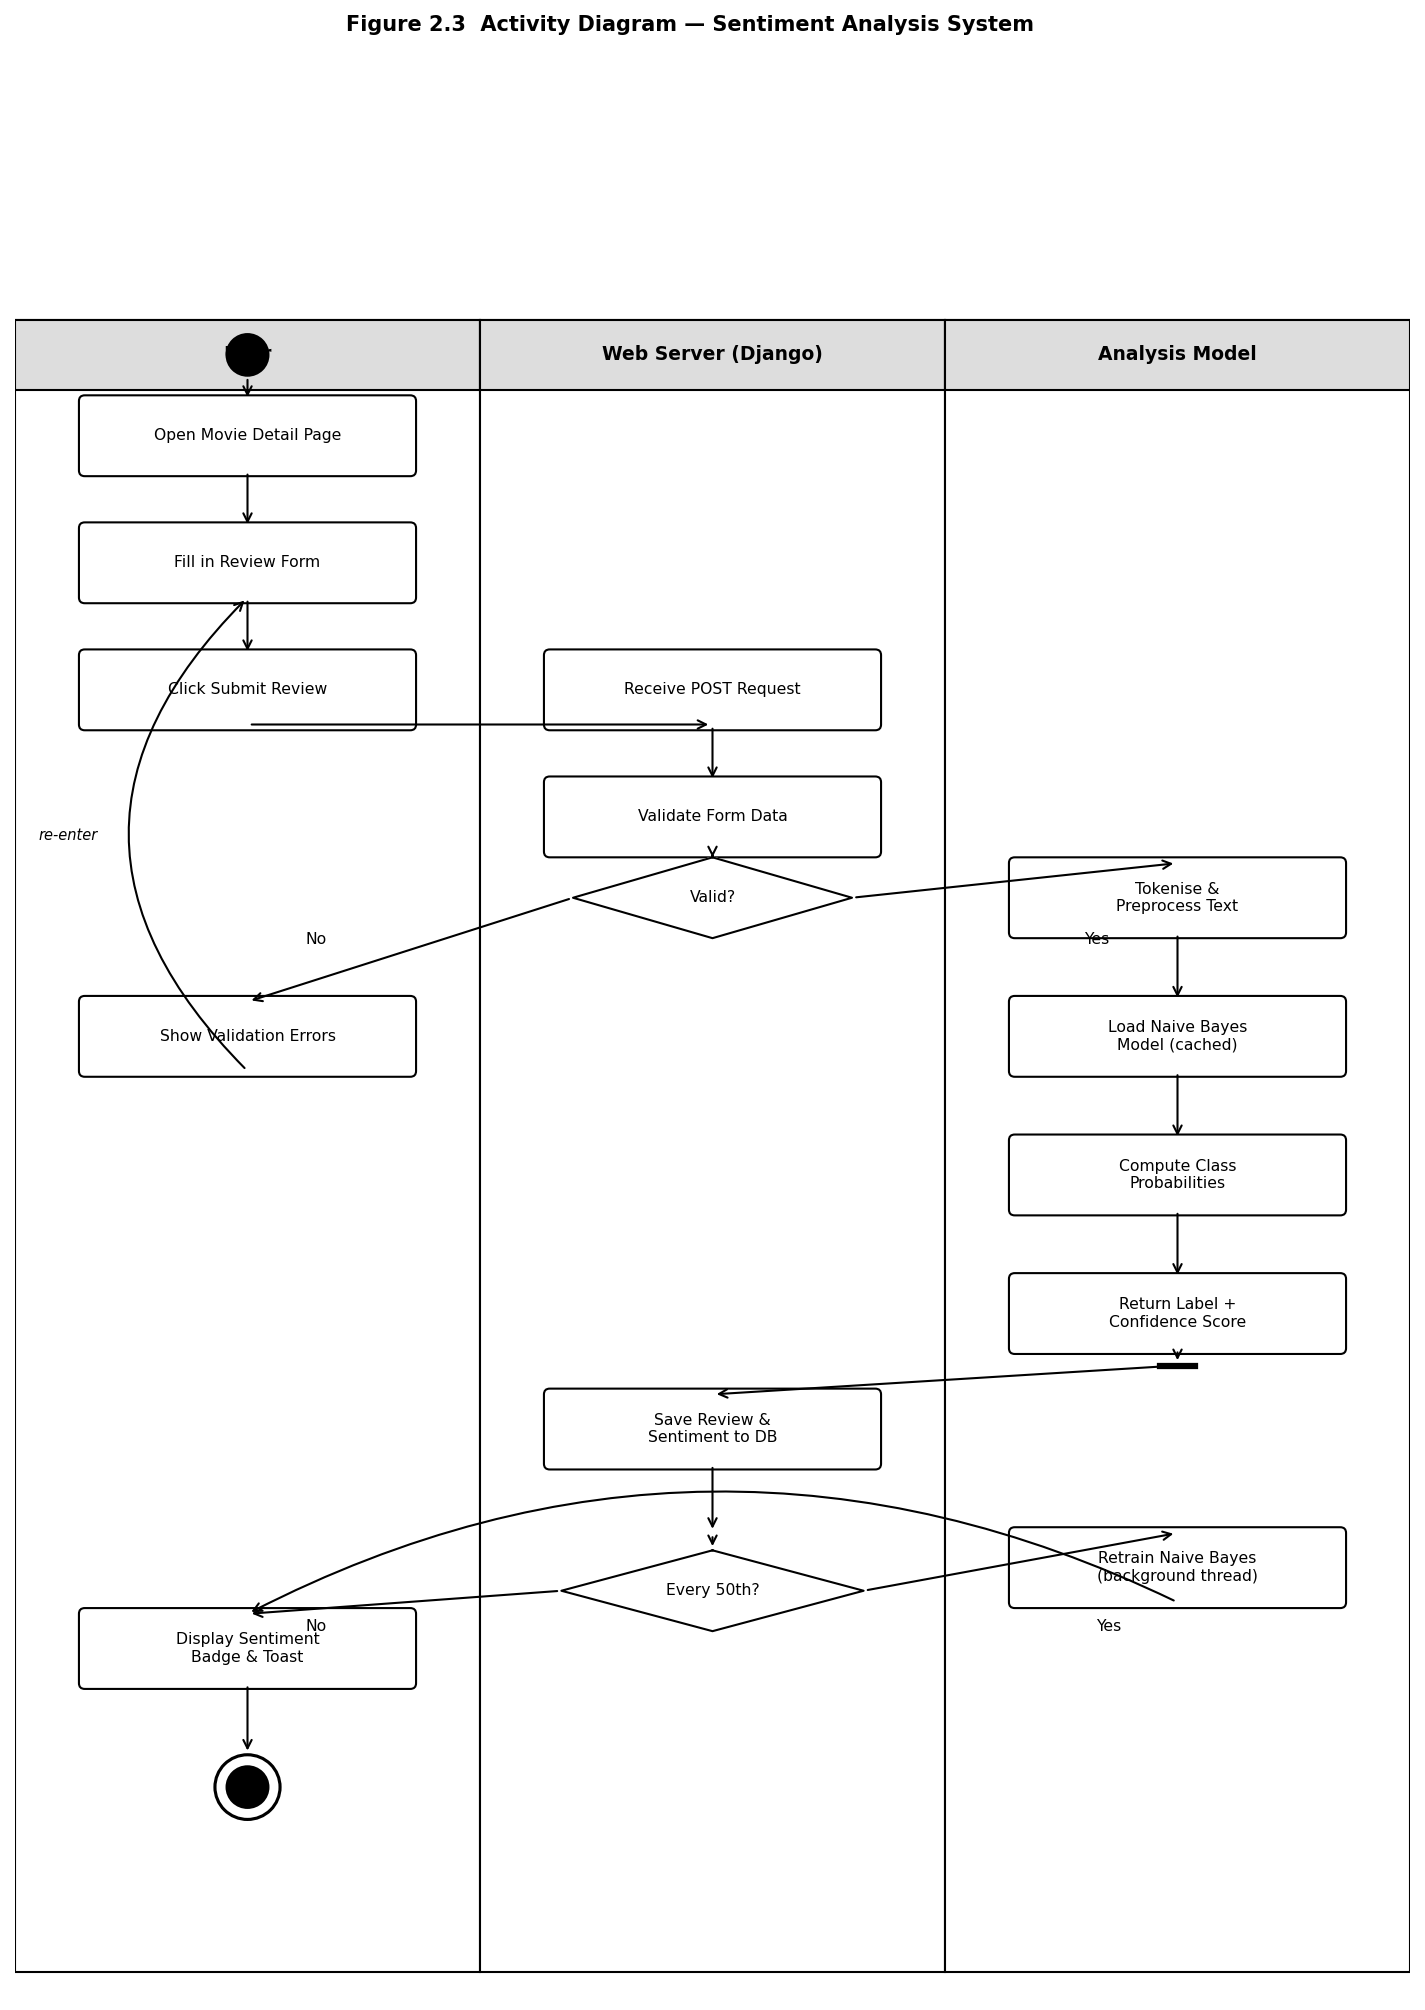 Figure 2.3  Activity Diagram — Sentiment Analysis System
Web Server (Django)
Analysis Model
Open Movie Detail Page
Fill in Review Form
Click Submit Review
Receive POST Request
Validate Form Data
re-enter
Valid?
Tokenise &
Preprocess Text
No
Yes
Show Validation Errors
Load Naive Bayes
Model (cached)
Compute Class
Probabilities
Return Label +
Confidence Score
Save Review &
Sentiment to DB
Retrain Naive Bayes
(background thread)
Every 50th?
No
Yes
Display Sentiment
Badge & Toast